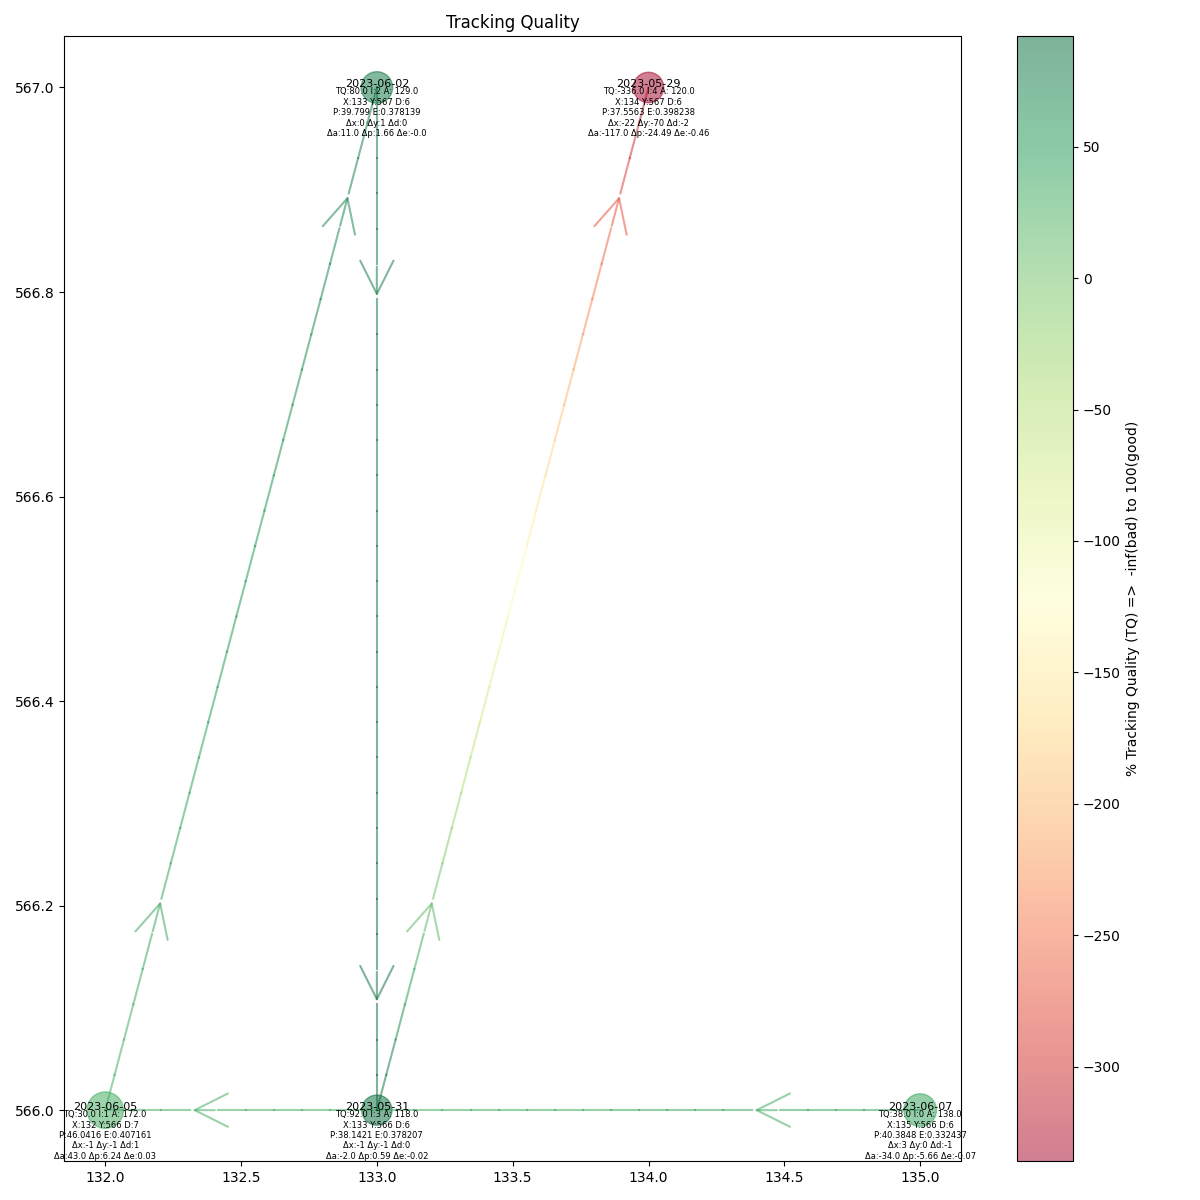 Tracking Quality
567.0
566.8
566.6
566.4
566.2
566.0
2023-06-02
TQ:80.0 I:2 A: 129.0
X:133 Y:567 D:6
P:39.799 E:0.378139
Δx:0 Δy:1 Δd:0
Δa:11.0 Δp:1.66 Δe:-0.0
2023-05-29
TQ:-336.0 I:4 A: 120.0
X:134 Y:567 D:6
P:37.5563 E:0.398238
Δx:-22 Δy:-70 Δd:-2
Δa:-117.0 Δp:-24.49 Δe:-0.46
2023-06-05
TQ:30.0 I:1 A: 172.0
X:132 Y:566 D:7
P:46.0416 E:0.407161
Δx:-1 Δy:-1 Δd:1
Δa:43.0 Δp:6.24 Δe:0.03
2023-05-31
TQ:92.0 I:3 A: 118.0
X:133 Y:566 D:6
P:38.1421 E:0.378207
Δx:-1 Δy:-1 Δd:0
Δa:-2.0 Δp:0.59 Δe:-0.02
2023-06-07
TQ:38.0 I:0 A: 138.0
X:135 Y:566 D:6
P:40.3848 E:0.332437
Δx:3 Δy:0 Δd:-1
Δa:-34.0 Δp:-5.66 Δe:-0.07
132.0
132.5
133.0
133.5
134.0
134.5
135.0
50
0
−50
−100
−150
−200
−250
−300
% Tracking Quality (TQ) => -inf(bad) to 100(good)